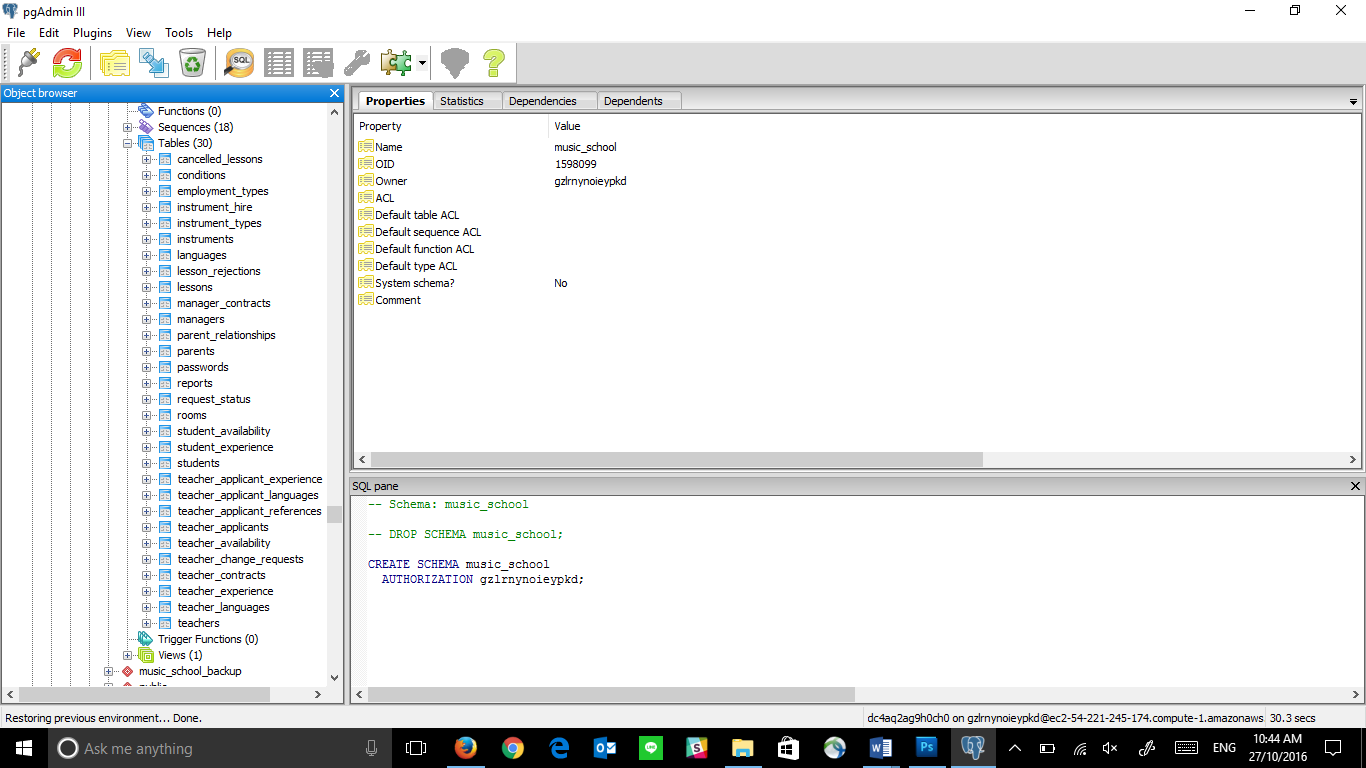 pgAdmin III
File Edit Plugins View Tools Help
SQL
Object browser
Functions (0)
Sequences (18)
Tables (30)
cancelled_lessons
conditions
employment_types
instrument_hire
instrument_types
instruments
languages
lesson_rejections
lessons
manager_contracts
managers
parent_relationships
parents
passwords
reports
request_status
rooms
student_availability
student_experience
students
teacher_applicant_experience
teacher_applicant_languages
teacher_applicant_references
teacher_applicants
teacher_availability
teacher_change_requests
teacher_contracts
teacher_experience
teacher_languages
teachers
Trigger Functions (0)
Views (1)
music_school_backup
public
Properties Statistics Dependencies Dependents
Property Value
Name music_school
OID 1598099
Owner gzlrnynoieypkd
ACL
Default table ACL
Default sequence ACL
Default function ACL
Default type ACL
System schema? No
Comment
SQL pane
-- Schema: music_school
-- DROP SCHEMA music_school;
CREATE SCHEMA music_school
AUTHORIZATION gzlrnynoieypkd;
Restoring previous environment... Done.
dc4aq2ag9h0ch0 on gzlrnynoieypkd@ec2-54-221-245-174.compute-1.amazonaws. 30.3 secs
Ask me anything
LINE
Ps
ENG
10:44 AM
27/10/2016